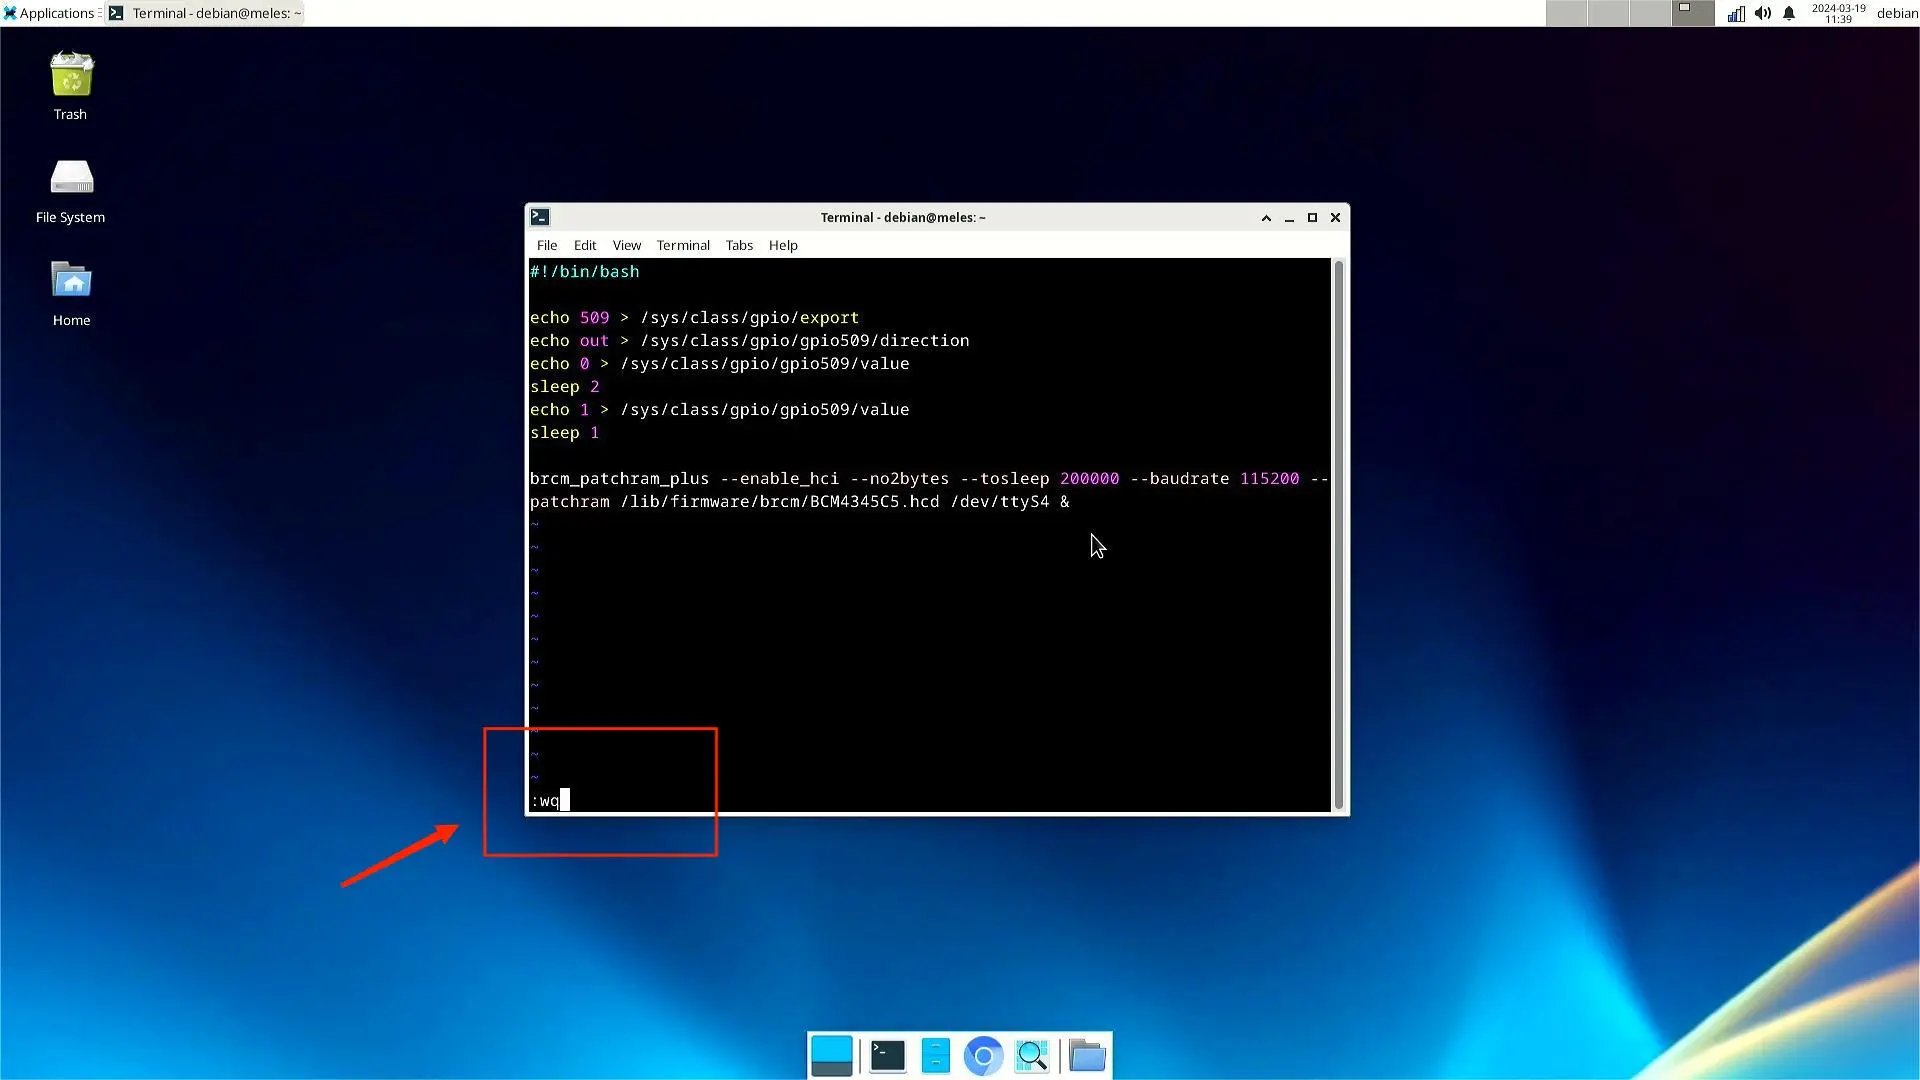 Applications
Terminal - debian@meles: ~
2024-03-19
11:39
debian
Trash
File System
Home
Terminal - debian@meles: ~
File Edit View Terminal Tabs Help
#!/bin/bash
echo 509 > /sys/class/gpio/export
echo out > /sys/class/gpio/gpio509/direction
echo 0 > /sys/class/gpio/gpio509/value
sleep 2
echo 1 > /sys/class/gpio/gpio509/value
sleep 1
brcm_patchram_plus --enable_hci --no2bytes --tosleep 200000 --baudrate 115200 --
patchram /lib/firmware/brcm/BCM4345C5.hcd /dev/ttyS4 &
~
~
~
~
~
~
~
~
~
~
~
~
:wq